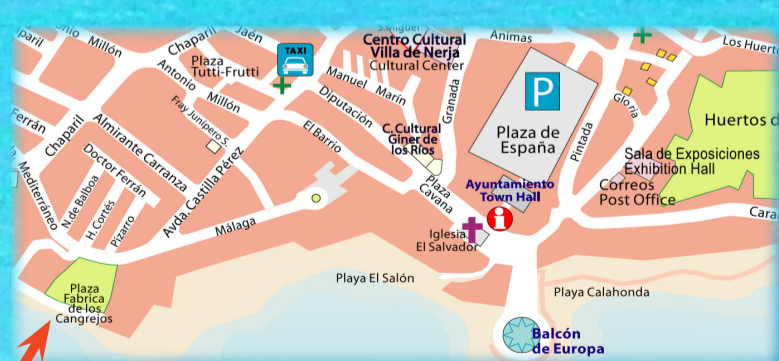 Jaén
S.Miguel
Centro Cultural
Villa de Nerja
Cultural Center
Animas
Los Huerto
Chaparil
Millón
Plaza
Tutti-Frutti
TAXI
Antonio
Millón
Manuel Marín
Granada
P
Plaza de
España
Pintada
Gloria
Huertos d
Fray Junipero S.
Diputación
El Barrio
C. Cultural
Giner de
los Ríos
Sala de Exposiciones
Exhibition Hall
Ferrán
Chaparil
Almirante Carranza
Doctor Ferrán
Avda. Castilla Pérez
Plaza
Cavana
Ayuntamiento
Town Hall
i
Correos
Post Office
Mediterráneo
N.de Balboa
H. Cortés
Pizarro
Málaga
Iglesia
El Salvador
Cara
Plaza
Fabrica
de los
Cangrejos
Playa El Salón
Playa Calahonda
Balcón
de Europa